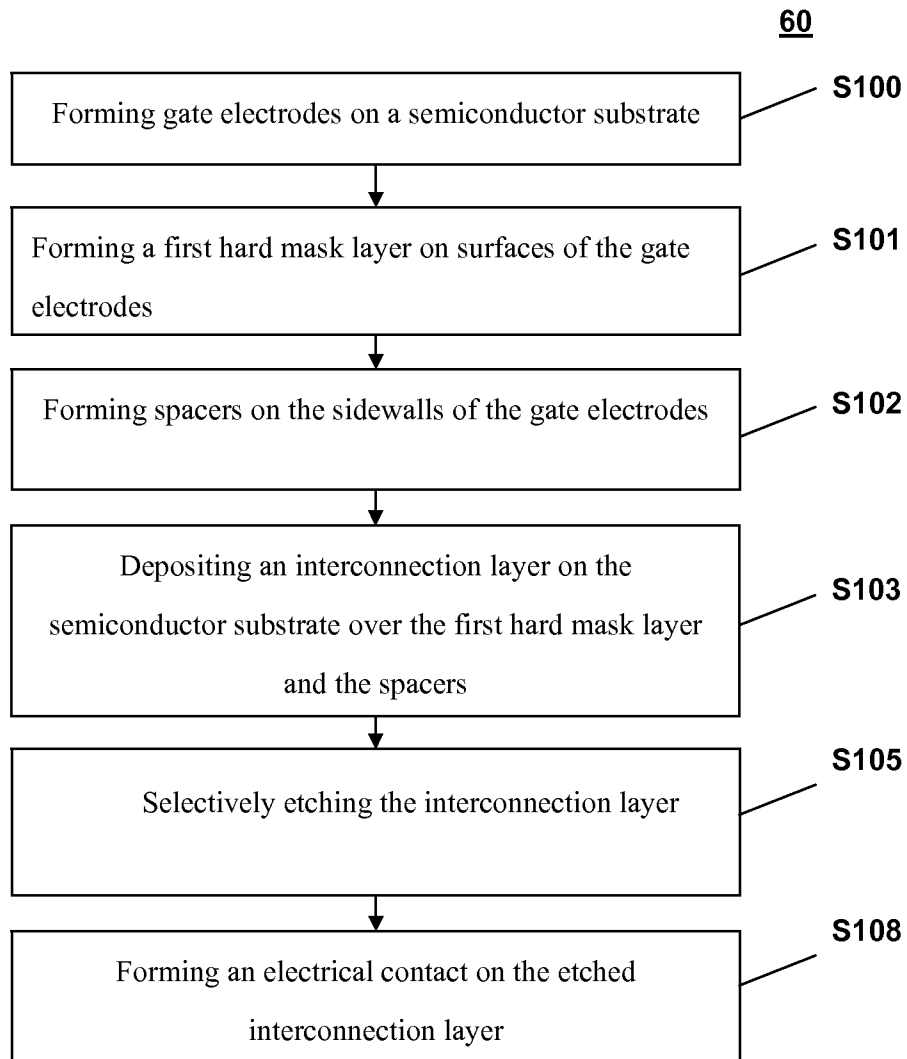 60
S100
Forming gate electrodes on a semiconductor substrate
S101
Forming a first hard mask layer on surfaces of the gate
electrodes
S102
Forming spacers on the sidewalls of the gate electrodes
S103
Depositing an interconnection layer on the
semiconductor substrate over the first hard mask layer
and the spacers
S105
Selectively etching the interconnection layer
S108
Forming an electrical contact on the etched
interconnection layer